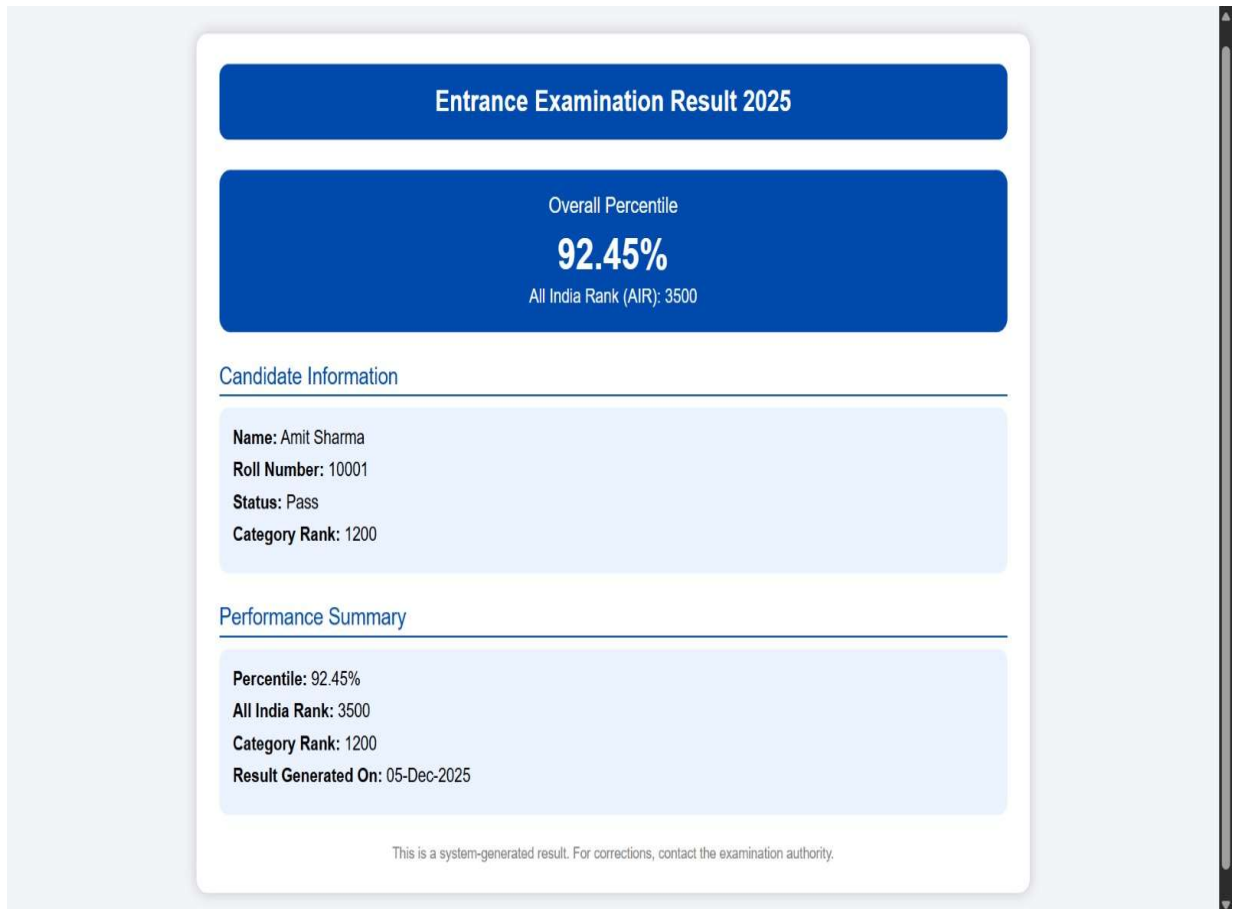 Entrance Examination Result 2025
Overall Percentile
92.45%
All India Rank (AIR): 3500
Candidate Information
Name: Amit Sharma
Roll Number: 10001
Status: Pass
Category Rank: 1200
Performance Summary
Percentile: 92.45%
All India Rank: 3500
Category Rank: 1200
Result Generated On: 05-Dec-2025
This is a system-generated result. For corrections, contact the examination authority.